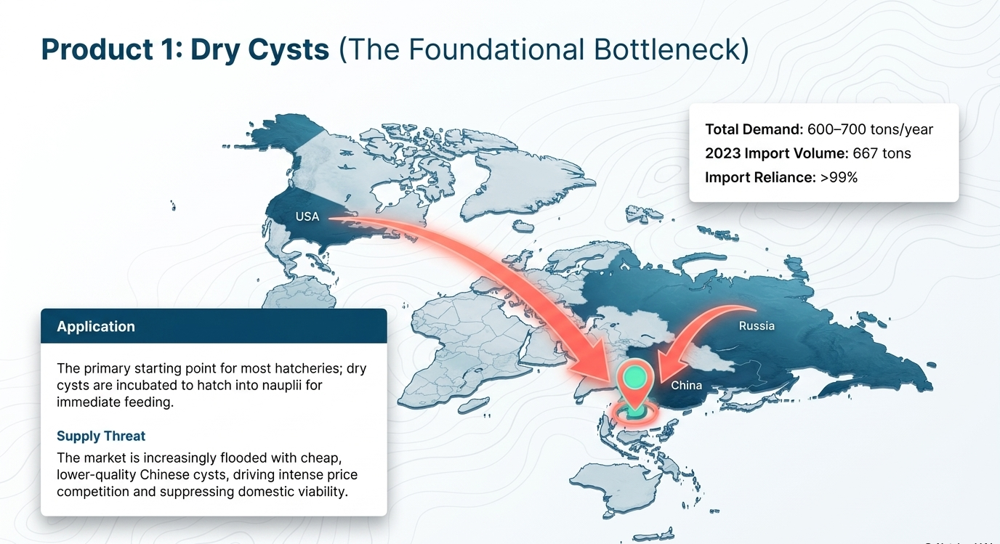 Product 1: Dry Cysts (The Foundational Bottleneck)
Total Demand: 600–700 tons/year
2023 Import Volume: 667 tons
Import Reliance: >99%
USA
Russia
China
Application
The primary starting point for most hatcheries; dry
cysts are incubated to hatch into nauplii for
immediate feeding.
Supply Threat
The market is increasingly flooded with cheap,
lower-quality Chinese cysts, driving intense price
competition and suppressing domestic viability.